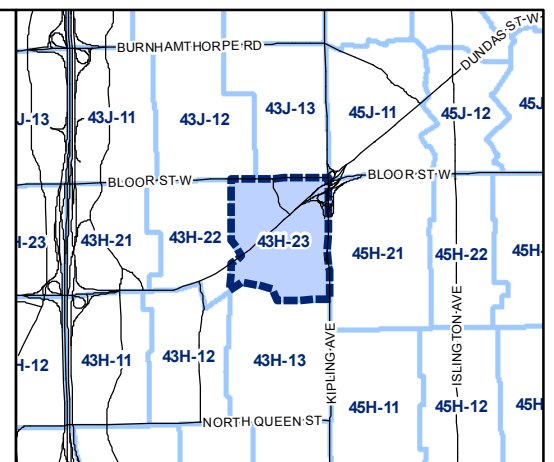 DUNDAS ST W
BURNHAMTHORPE RD
J-13
43J-11
43J-12
43J-13
45J-11
45J-12
45J
BLOOR ST W
BLOOR ST W
H-23
43H-21
43H-22
43H-23
45H-21
45H-22
45H-
KIPLING AVE
ISLINGTON AVE
H-12
43H-11
43H-12
43H-13
45H-11
45H-12
45H
NORTH QUEEN ST